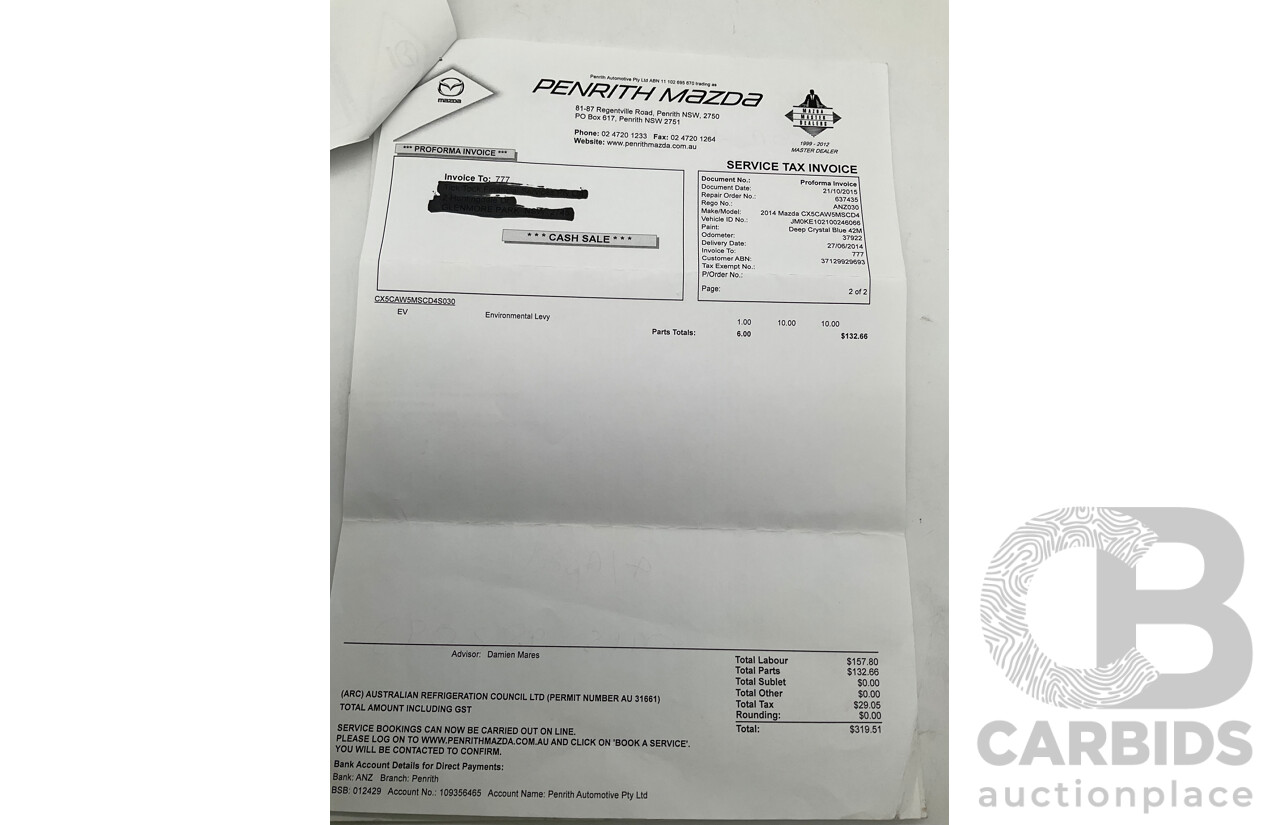 Penrith Automotive Pty Ltd ABN 11 102 695 670 trading as
PENRITH MAZDA
mazda
81-87 Regentville Road, Penrith NSW, 2750
PO Box 617, Penrith NSW 2751
Phone: 02 4720 1233 Fax: 02 4720 1264
Website: www.penrithmazda.com.au
MAZDA
MASTER
DEALERS
1999 - 2012
MASTER DEALER
*** PROFORMA INVOICE ***
SERVICE TAX INVOICE
Invoice To: 777
*** CASH SALE ***
Document No.: Proforma Invoice
Document Date: 21/10/2015
Repair Order No.: 637435
Rego No.: ANZ030
Make/Model: 2014 Mazda CX5CAW5MSCD4
Vehicle ID No.: JM0KE102100246066
Paint: Deep Crystal Blue 42M
Odometer: 37922
Delivery Date: 27/06/2014
Invoice To: 777
Customer ABN: 37129929693
Tax Exempt No.:
P/Order No.:
Page: 2 of 2
CX5CAW5MSCD4S030
EV Environmental Levy 1.00 10.00 10.00
Parts Totals: 6.00 $132.66
Advisor: Damien Mares
Total Labour $157.80
Total Parts $132.66
Total Sublet $0.00
Total Other $0.00
Total Tax $29.05
Rounding: $0.00
Total: $319.51
(ARC) AUSTRALIAN REFRIGERATION COUNCIL LTD (PERMIT NUMBER AU 31661)
TOTAL AMOUNT INCLUDING GST
SERVICE BOOKINGS CAN NOW BE CARRIED OUT ON LINE.
PLEASE LOG ON TO WWW.PENRITHMAZDA.COM.AU AND CLICK ON 'BOOK A SERVICE'.
YOU WILL BE CONTACTED TO CONFIRM.
Bank Account Details for Direct Payments:
Bank: ANZ Branch: Penrith
BSB: 012429 Account No.: 109356465 Account Name: Penrith Automotive Pty Ltd
CB
CARBIDS
auctionplace